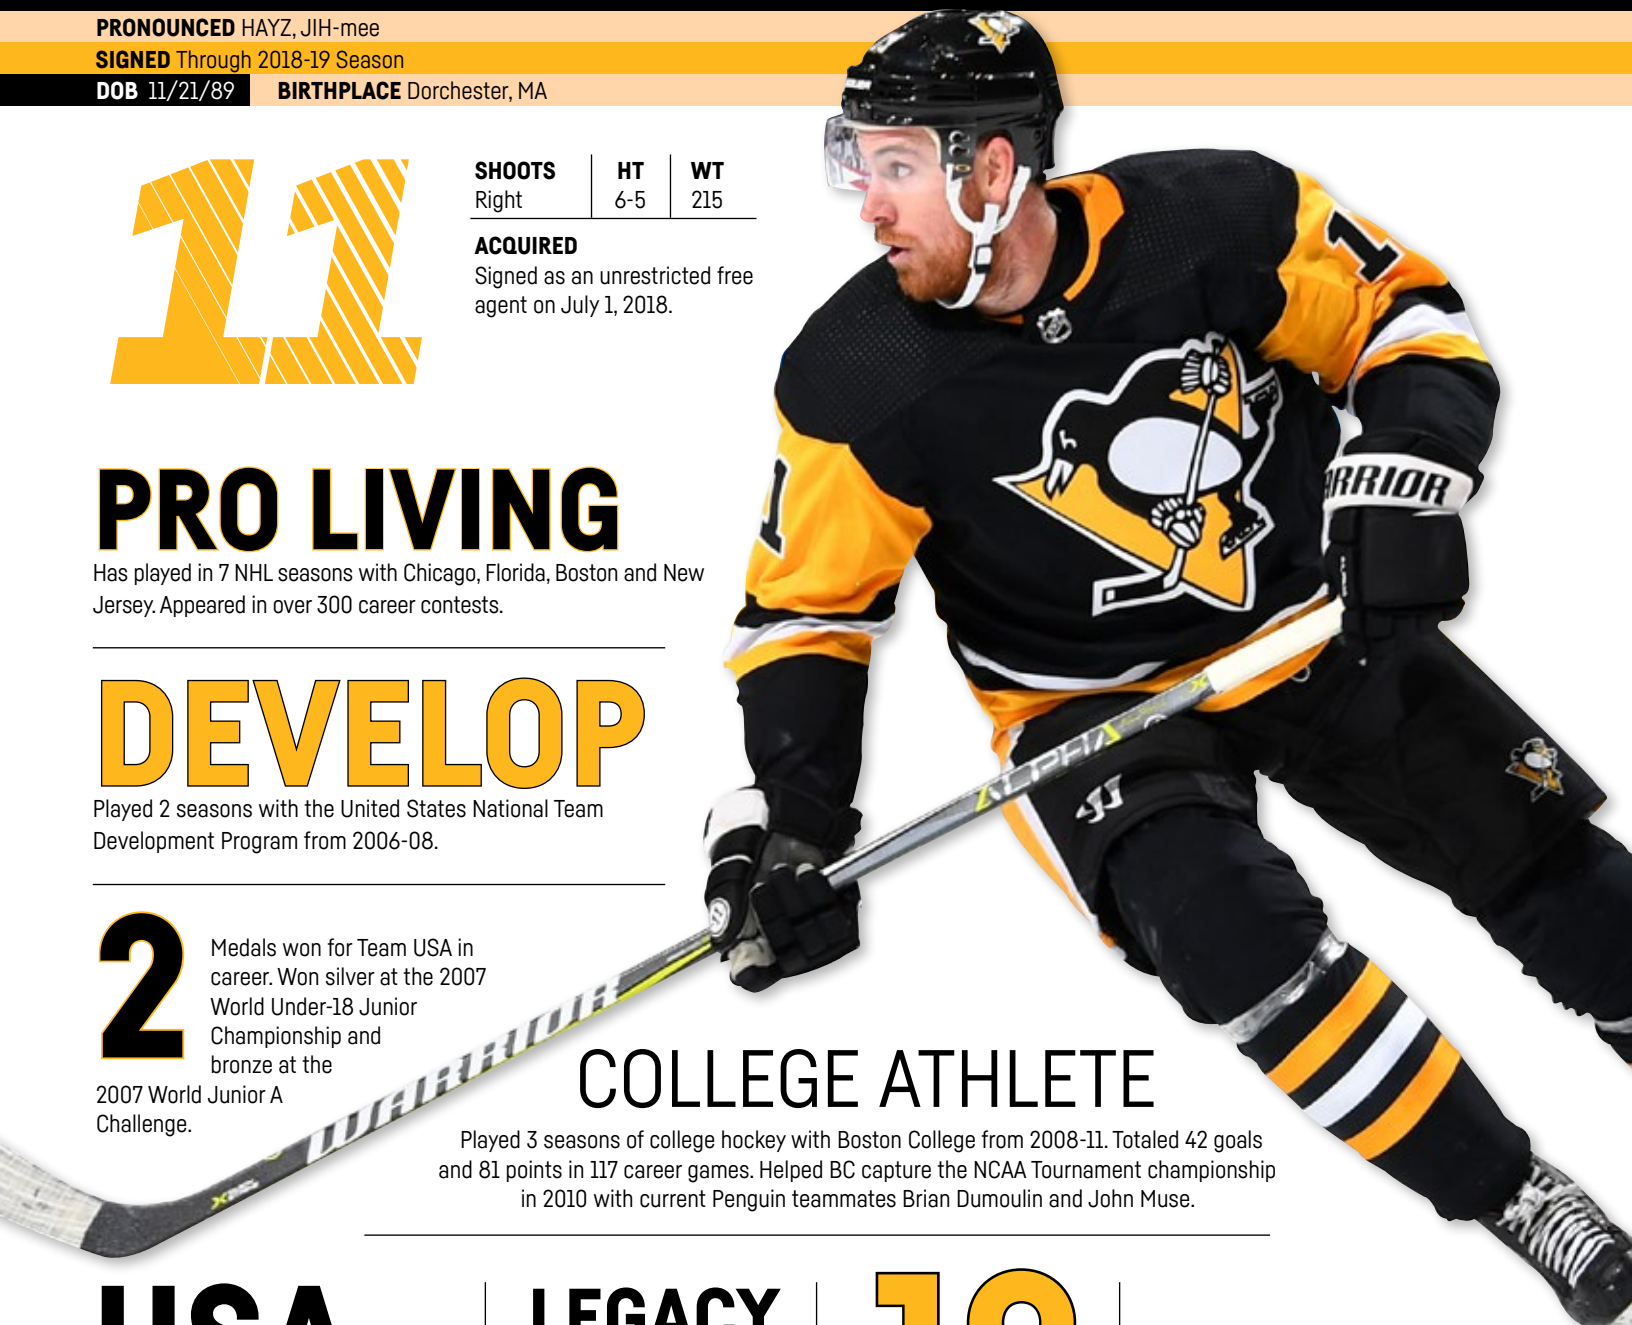 PRONOUNCED HAYZ, JIH-mee
SIGNED Through 2018-19 Season
DOB 11/21/89 BIRTHPLACE Dorchester, MA
11
SHOOTS HT WT
Right 6-5 215
ACQUIRED
Signed as an unrestricted free
agent on July 1, 2018.
PRO LIVING
Has played in 7 NHL seasons with Chicago, Florida, Boston and New
Jersey. Appeared in over 300 career contests.
DEVELOP
Played 2 seasons with the United States National Team
Development Program from 2006-08.
2
Medals won for Team USA in
career. Won silver at the 2007
World Under-18 Junior
Championship and
bronze at the
2007 World Junior A
Challenge.
COLLEGE ATHLETE
Played 3 seasons of college hockey with Boston College from 2008-11. Totaled 42 goals
and 81 points in 117 career games. Helped BC capture the NCAA Tournament championship
in 2010 with current Penguin teammates Brian Dumoulin and John Muse.
USA LEGACY
ARRIOR
ALPHA
WARRIOR